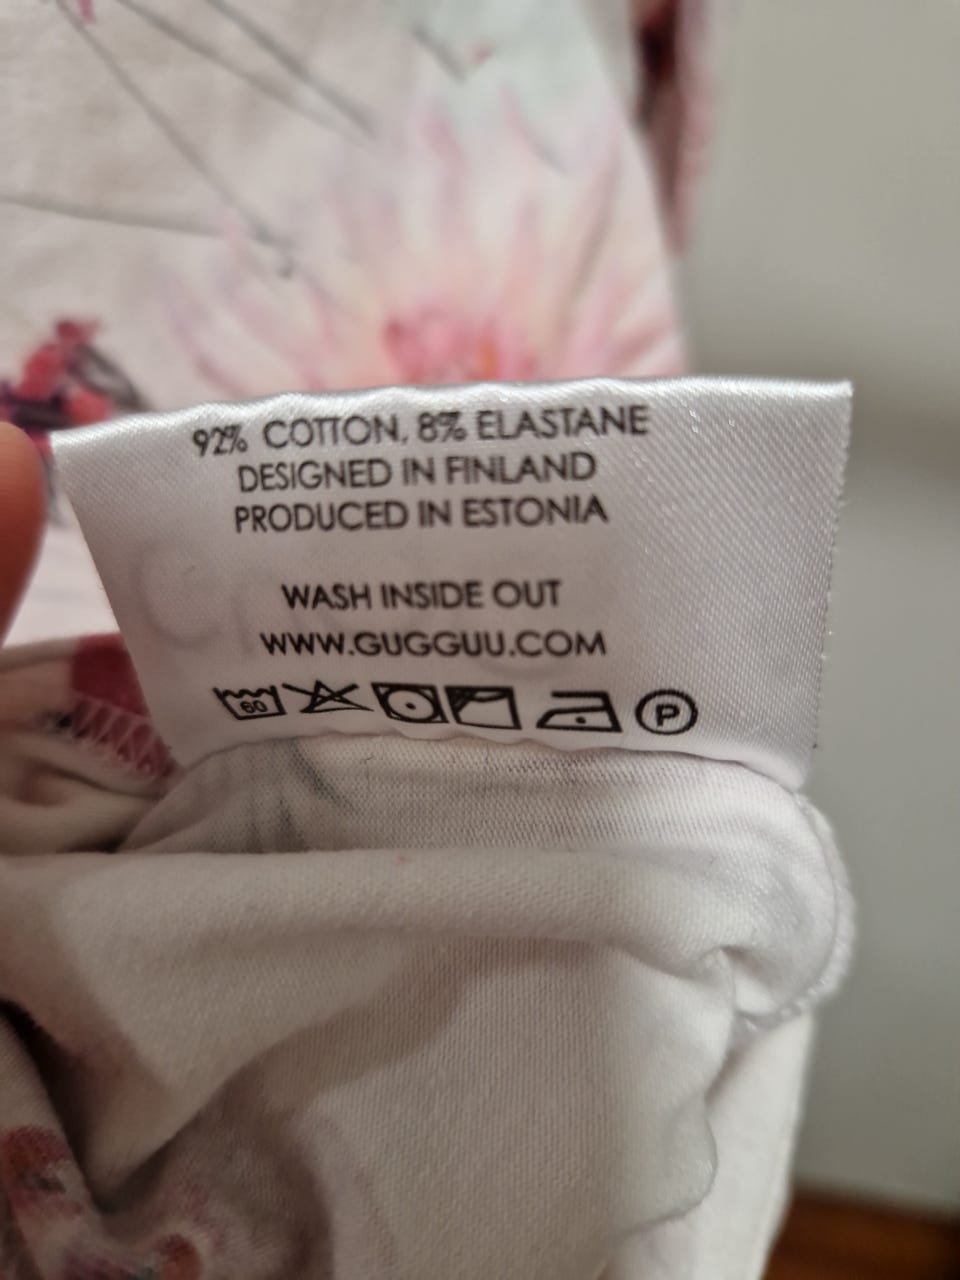 92% COTTON, 8% ELASTANE
DESIGNED IN FINLAND
PRODUCED IN ESTONIA
WASH INSIDE OUT
WWW.GUGGUU.COM
60 P